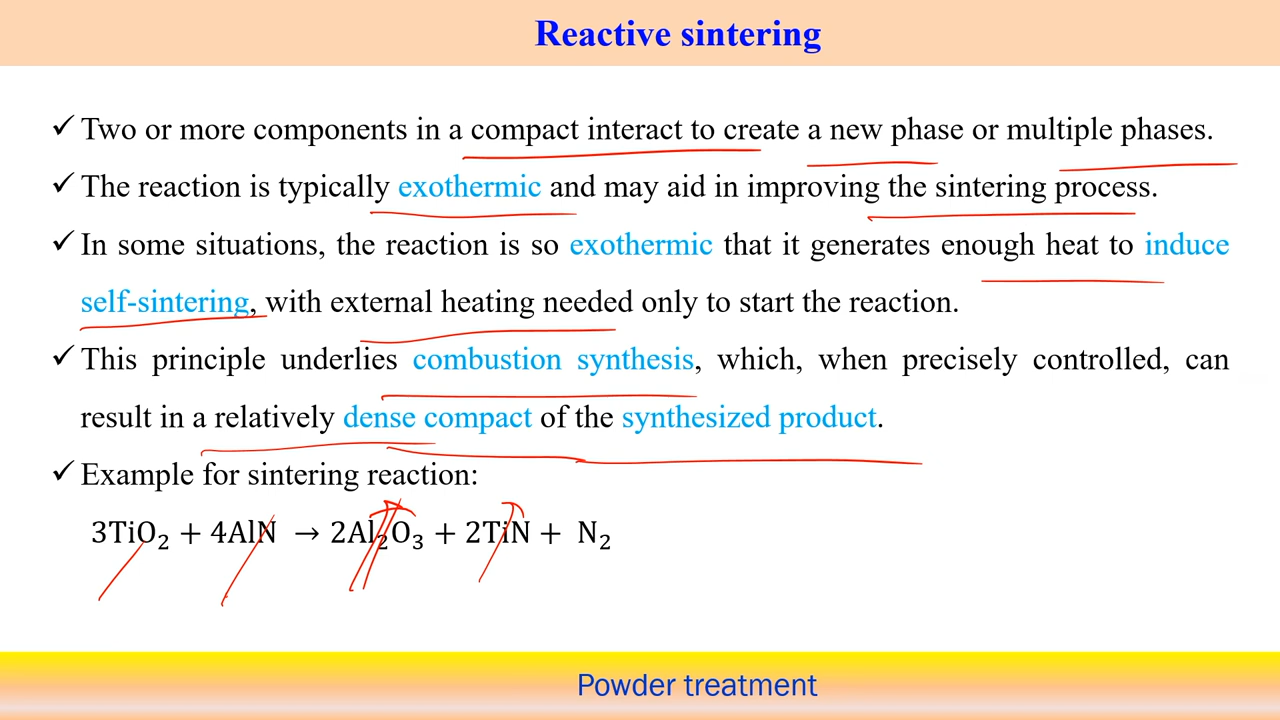 Reactive sintering
✓ Two or more components in a compact interact to create a new phase or multiple phases.
✓ The reaction is typically exothermic and may aid in improving the sintering process.
✓ In some situations, the reaction is so exothermic that it generates enough heat to induce
self-sintering, with external heating needed only to start the reaction.
✓ This principle underlies combustion synthesis, which, when precisely controlled, can
result in a relatively dense compact of the synthesized product.
✓ Example for sintering reaction:
3TiO₂ + 4AlN → 2Al₂O₃ + 2TiN + N₂
Powder treatment